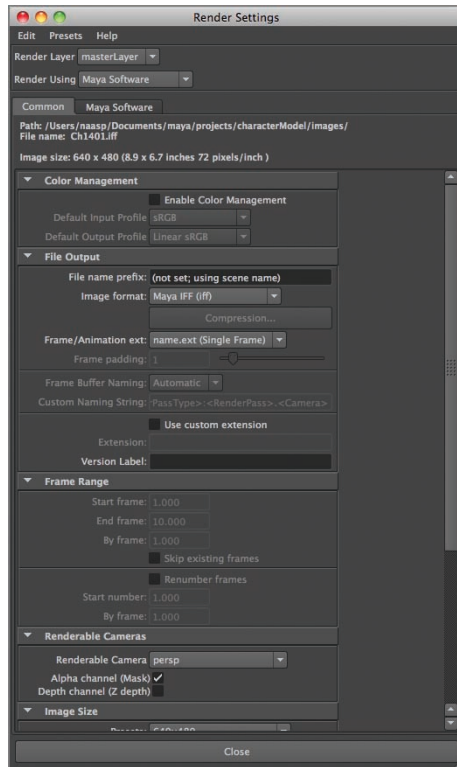 Render Settings
Edit Presets Help
Render Layer masterLayer
Render Using Maya Software
Common Maya Software
Path: /Users/naasp/Documents/maya/projects/characterModel/images/
File name: Ch1401.iff
Image size: 640 x 480 (8.9 x 6.7 inches 72 pixels/inch )
Color Management
Enable Color Management
Default Input Profile sRGB
Default Output Profile Linear sRGB
File Output
File name prefix: (not set; using scene name)
Image format: Maya IFF (iff)
Compression...
Frame/Animation ext: name.ext (Single Frame)
Frame padding: 1
Frame Buffer Naming: Automatic
Custom Naming String: PassType>:<RenderPass>.<Camera>
Use custom extension
Extension:
Version Label:
Frame Range
Start frame: 1.000
End frame: 10.000
By frame: 1.000
Skip existing frames
Renumber frames
Start number: 1.000
By frame: 1.000
Renderable Cameras
Renderable Camera persp
Alpha channel (Mask)
Depth channel (Z depth)
Image Size
Presets: 640x480
Close